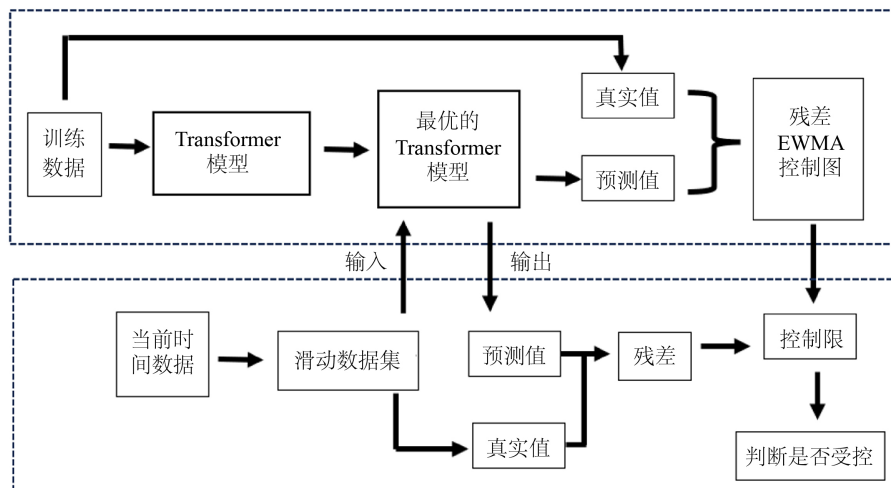 真实值
训练
数据
Transformer
模型
最优的
Transformer
模型
预测值
残差
EWMA
控制图
输入
输出
当前时
间数据
滑动数据集
预测值
残差
控制限
真实值
判断是否受控